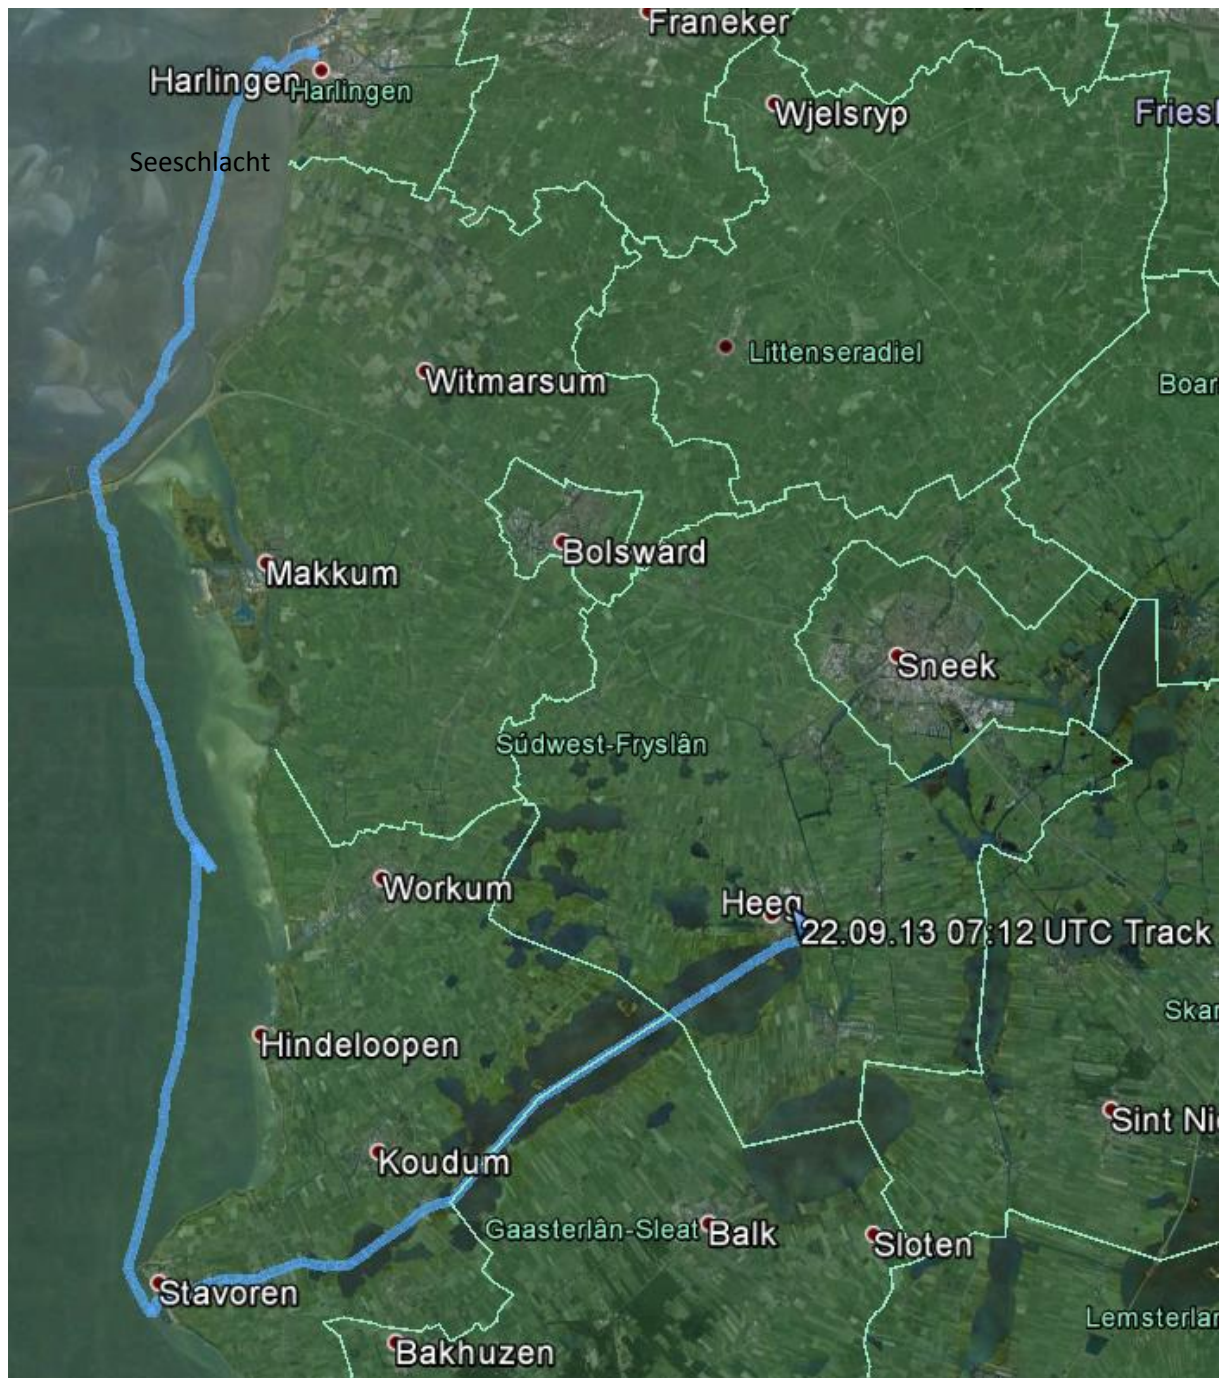 Franeker
Harlingen
Harlingen
Wjelsryp
Friesl
Seeschlacht
Littenseradiel
Witmarsum
Boar
Bolsward
Makkum
Sneek
Súdwest-Fryslân
Workum
Heeg
22.09.13 07:12 UTC Track
Skar
Hindeloopen
Sint Nic
Koudum
Gaasterlân-Sleat
Balk
Sloten
Stavoren
Lemsterlar
Bakhuzen